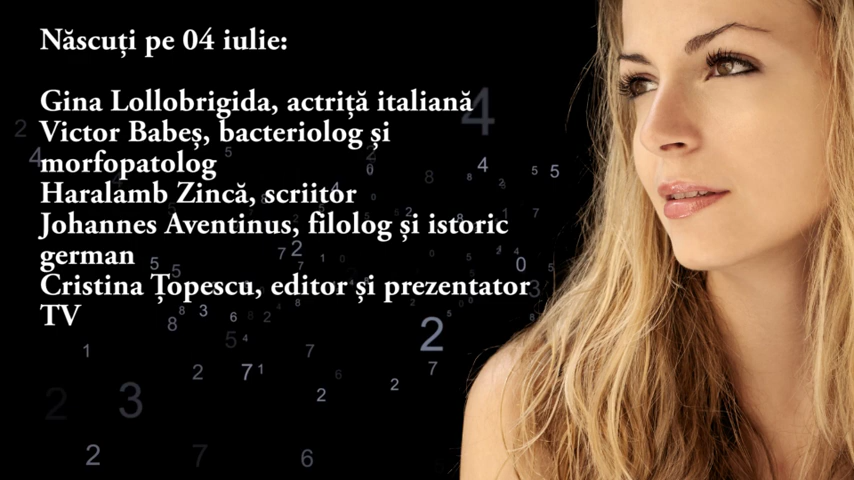 Născuți pe 04 iulie:
Gina Lollobrigida, actriță italiană
Victor Babeș, bacteriolog și
morfopatolog
Haralamb Zincă, scriitor
Johannes Aventinus, filolog și istoric
german
Cristina Țopescu, editor și prezentator
TV